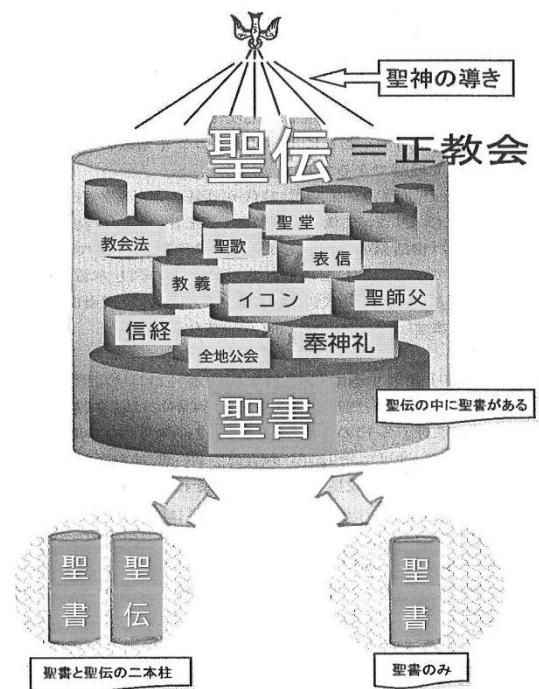 聖神の導き
聖伝＝正教会
聖堂
教会法
聖歌
表信
教義
イコン
聖師父
信経
全地公会
奉神礼
聖書
聖伝の中に聖書がある
聖書
聖伝
聖書
聖書と聖伝の二本柱
聖書のみ